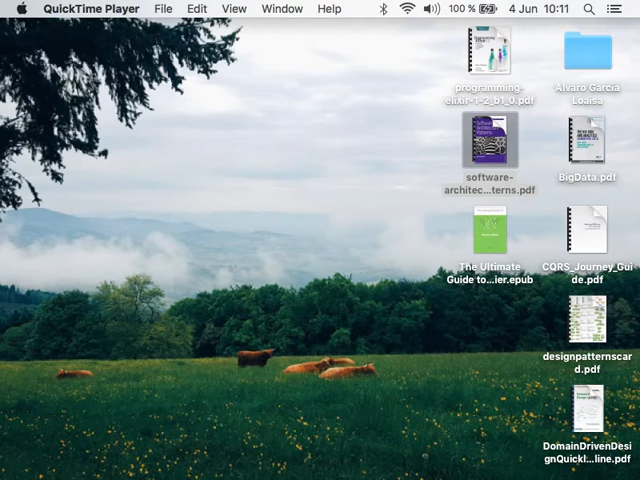 QuickTime Player File Edit View Window Help 100 % 4 Jun 10:11
programming-
elixir-1-2_b1_0.pdf
Alvaro Garcia
Loaisa
software-
architec...terns.pdf
BigData.pdf
The Ultimate
Guide to...ier.epub
CQRS_Journey_Gui
de.pdf
designpatternscar
d.pdf
DomainDrivenDesi
gnQuickl...line.pdf